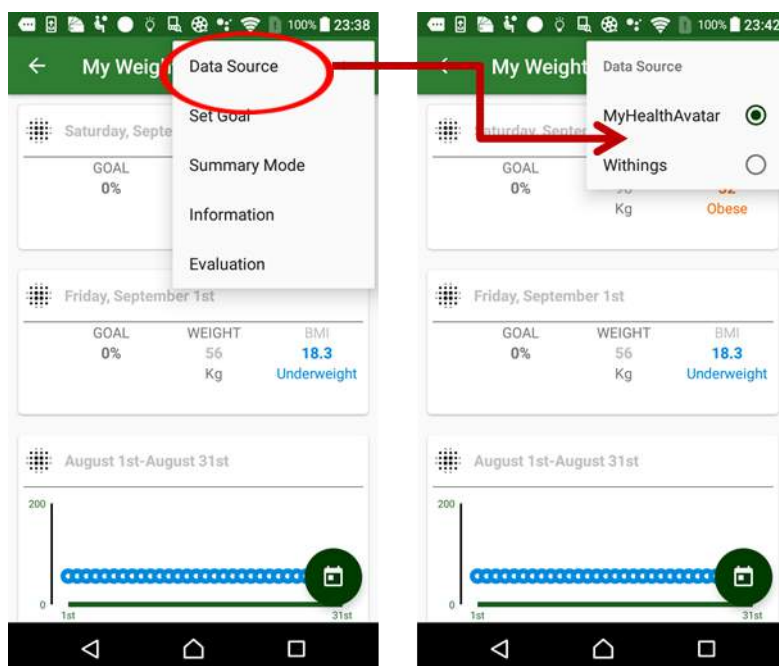 100% 23:38
My Weigh
Data Source
Set Goal
Summary Mode
Information
Evaluation
Saturday, Septe
GOAL
0%
Friday, September 1st
GOAL WEIGHT BMI
0% 56 18.3
Kg Underweight
August 1st-August 31st
200
0
1st 31st
100% 23:42
My Weight
Data Source
MyHealthAvatar
Withings
Saturday, Septem
GOAL
0%
Kg Obese
Friday, September 1st
GOAL WEIGHT BMI
0% 56 18.3
Kg Underweight
August 1st-August 31st
200
0
1st 31st